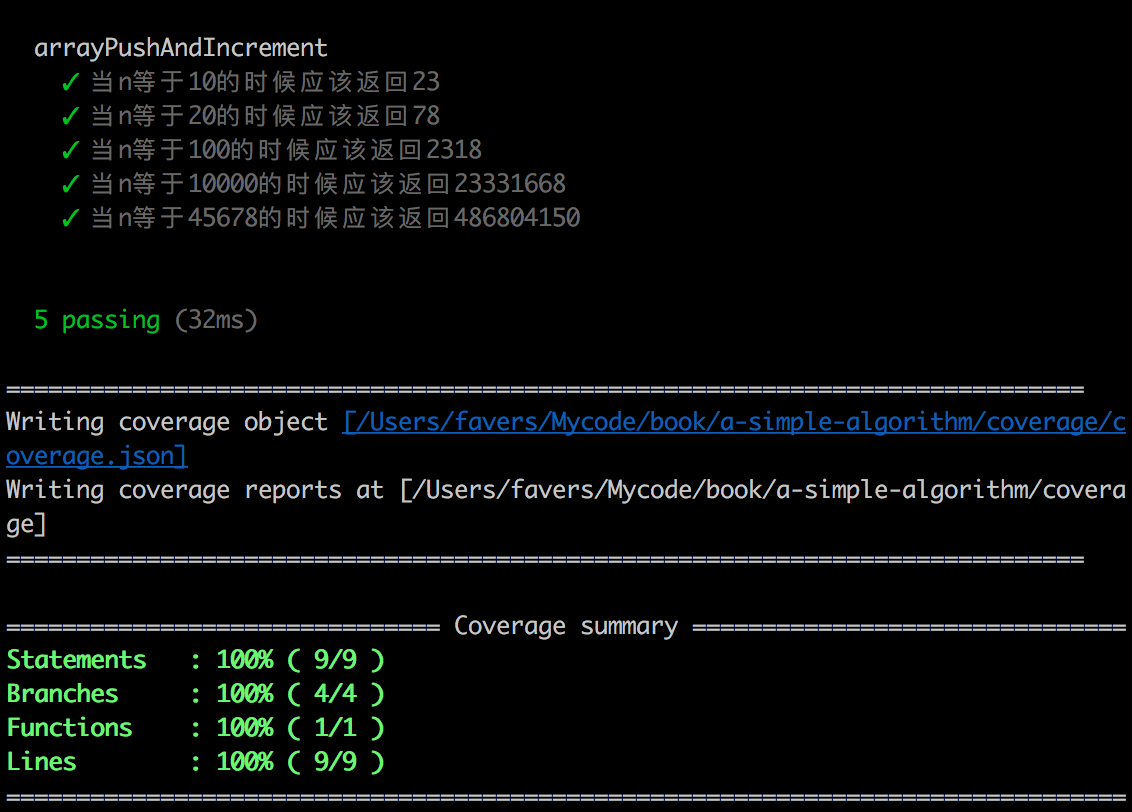 arrayPushAndIncrement
✓ 当n等于10的时候应该返回23
✓ 当n等于20的时候应该返回78
✓ 当n等于100的时候应该返回2318
✓ 当n等于10000的时候应该返回23331668
✓ 当n等于45678的时候应该返回486804150
5 passing (32ms)
=============================================================================
Writing coverage object [/Users/favers/Mycode/book/a-simple-algorithm/coverage/c
overage.json]
Writing coverage reports at [/Users/favers/Mycode/book/a-simple-algorithm/covera
ge]
=============================================================================
=============================== Coverage summary ===============================
Statements : 100% ( 9/9 )
Branches : 100% ( 4/4 )
Functions : 100% ( 1/1 )
Lines : 100% ( 9/9 )
================================================================================